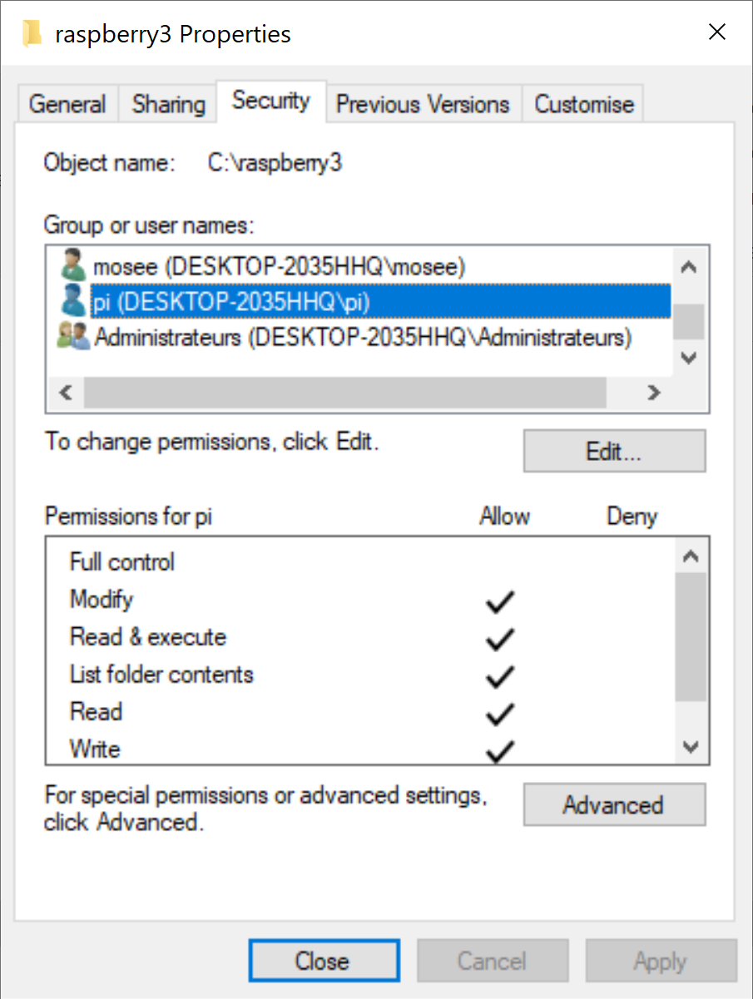 raspberry3 Properties
General Sharing Security Previous Versions Customise
Object name: C:\raspberry3
Group or user names:
mosee (DESKTOP-2035HHQ\mosee)
pi (DESKTOP-2035HHQ\pi)
Administrateurs (DESKTOP-2035HHQ\Administrateurs)
To change permissions, click Edit.
Edit...
Permissions for pi Allow Deny
Full control
Modify
Read & execute
List folder contents
Read
Write
For special permissions or advanced settings,
click Advanced.
Advanced
Close Cancel Apply